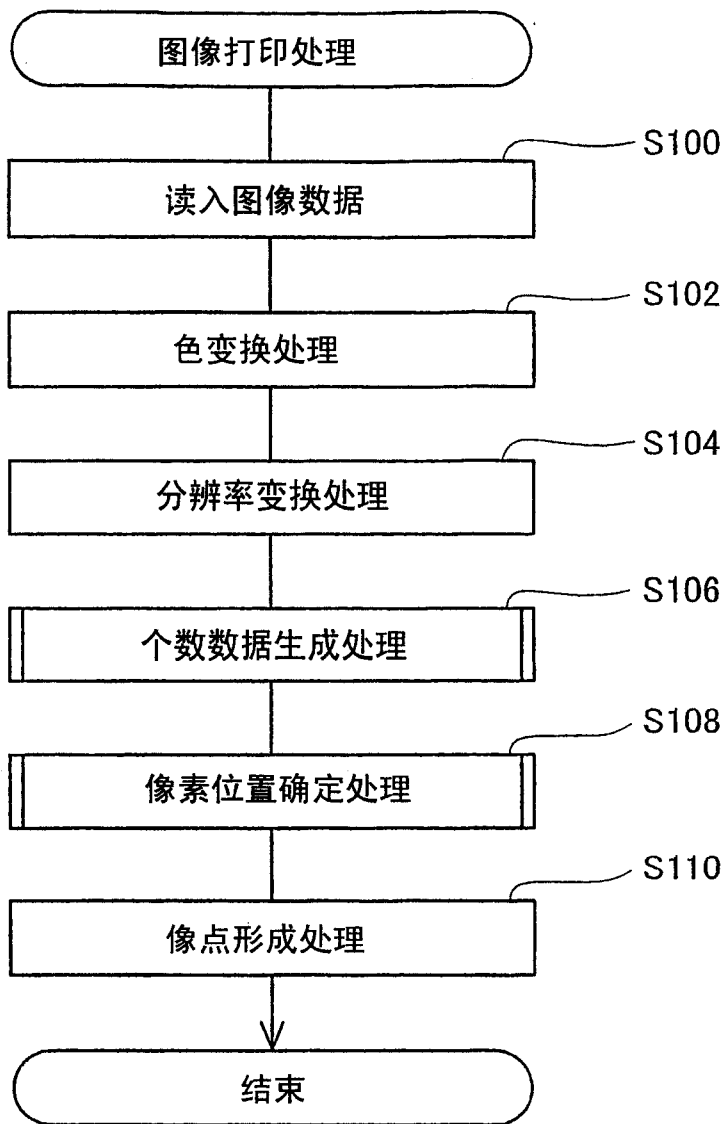 图像打印处理
S100
读入图像数据
S102
色变换处理
S104
分辨率变换处理
S106
个数数据生成处理
S108
像素位置确定处理
S110
像点形成处理
结束